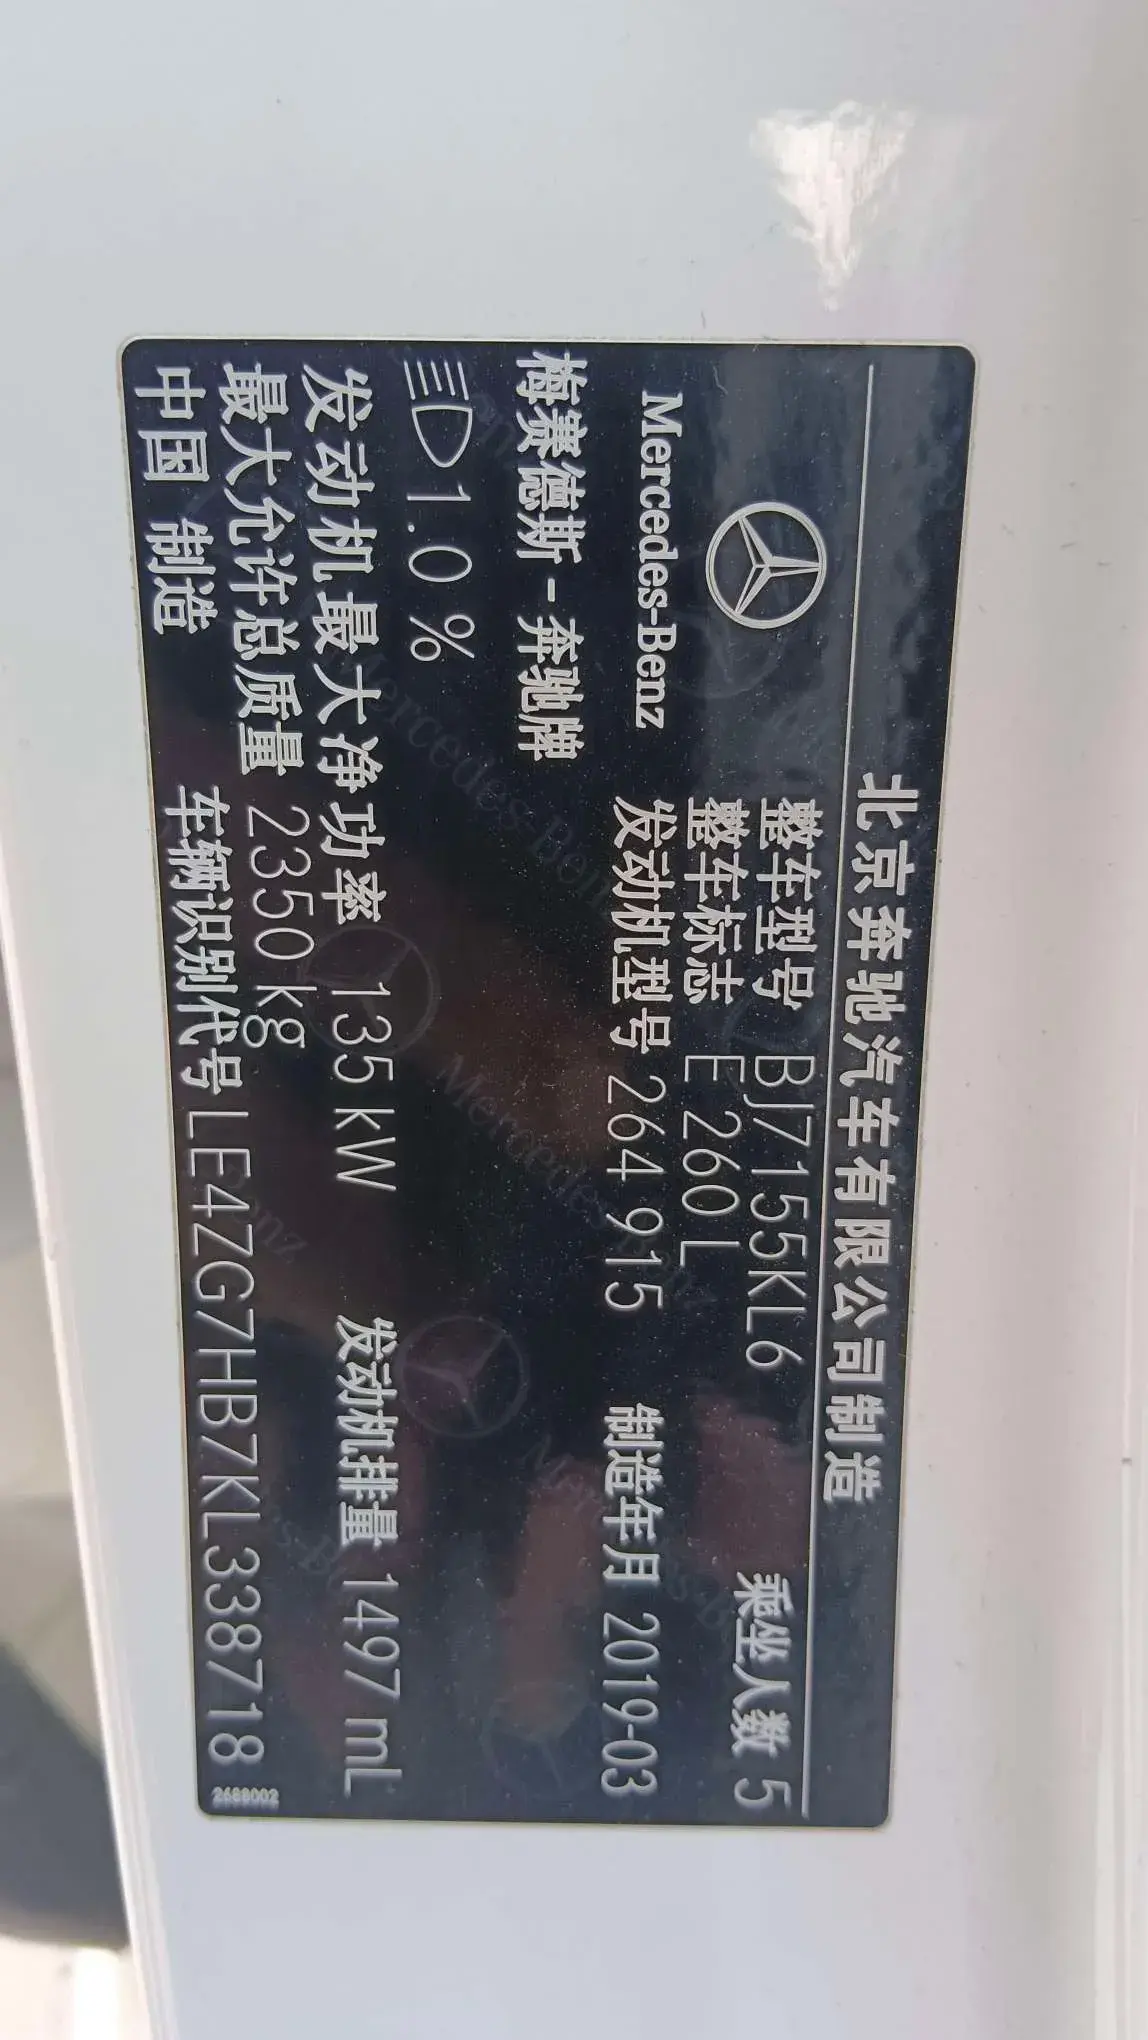 北京奔驰汽车有限公司制造
Mercedes-Benz
整车型号 BJ7155KL6 乘坐人数 5
整车标志 E 260 L
发动机型号 264 915 制造年月 2019-03
梅赛德斯-奔驰牌
1.0%
发动机最大净功率 135 kW 发动机排量 1497 mL
最大允许总质量 2350 kg
中国 制造 车辆识别代号 LE4ZG7HB7KL338718
2688002